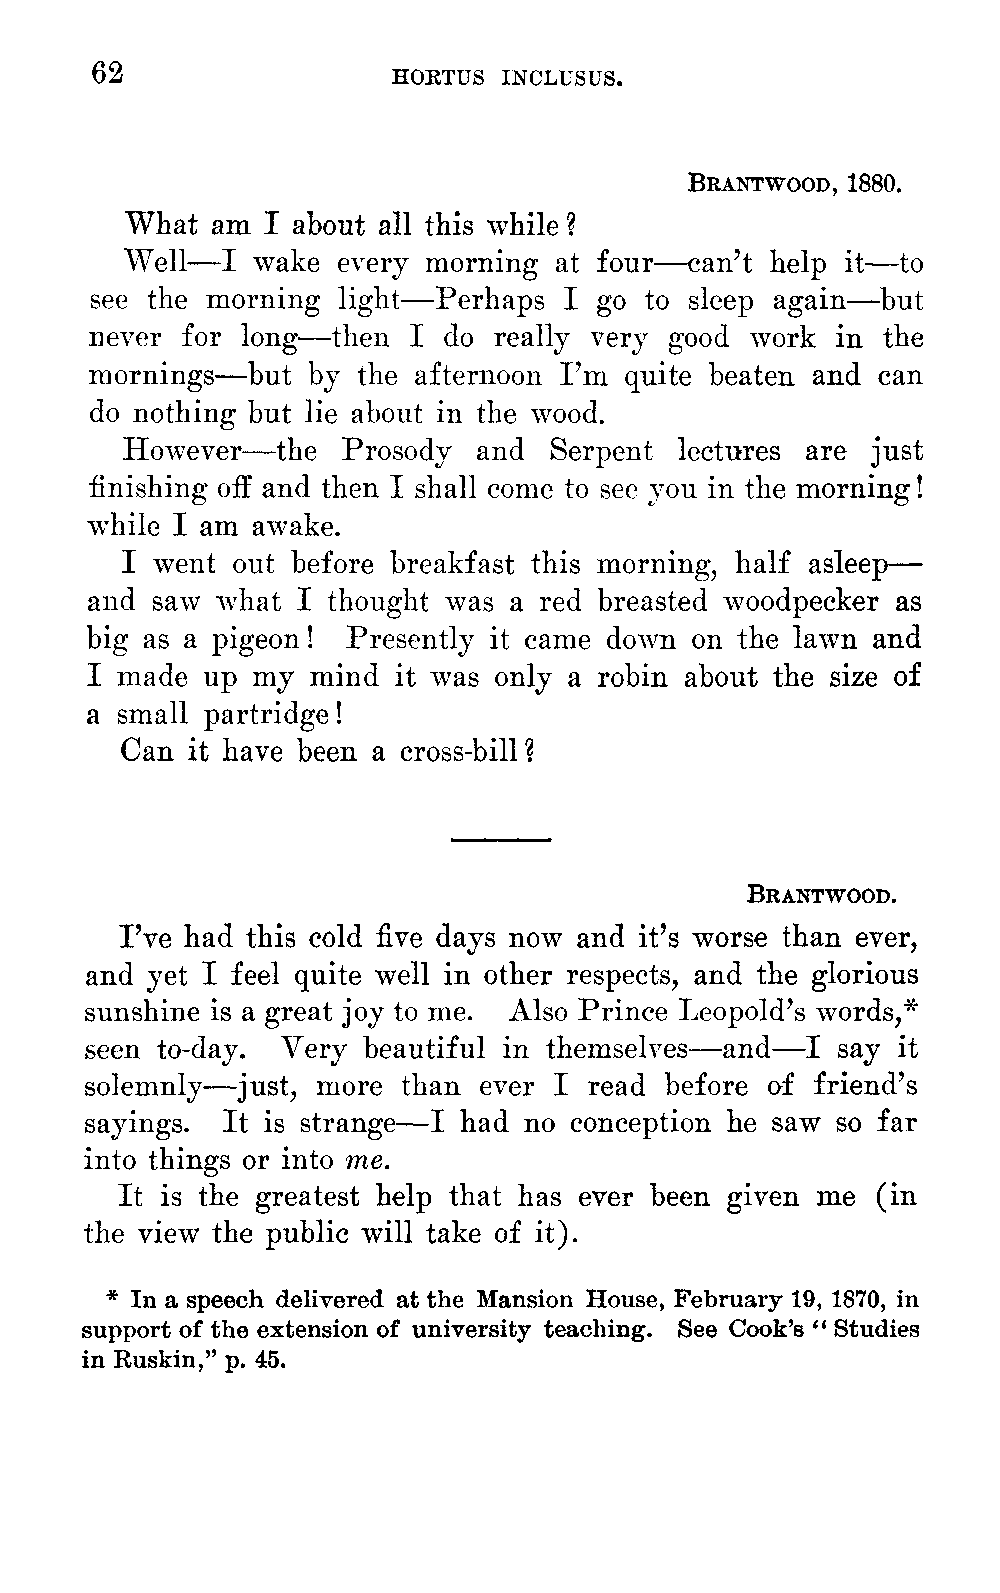 62 HORTUS INCLUSUS.
BRANTWOOD, 1880.
What am I about all this while?
Well—I wake every morning at four—can't help it—to
see the morning light—Perhaps I go to sleep again—but
never for long—then I do really very good work in the
mornings—but by the afternoon I'm quite beaten and can
do nothing but lie about in the wood.
However—the Prosody and Serpent lectures are just
finishing off and then I shall come to see you in the morning!
while I am awake.
I went out before breakfast this morning, half asleep—
and saw what I thought was a red breasted woodpecker as
big as a pigeon! Presently it came down on the lawn and
I made up my mind it was only a robin about the size of
a small partridge!
Can it have been a cross-bill?
BRANTWOOD.
I've had this cold five days now and it's worse than ever,
and yet I feel quite well in other respects, and the glorious
sunshine is a great joy to me. Also Prince Leopold's words,*
seen to-day. Very beautiful in themselves—and—I say it
solemnly—just, more than ever I read before of friend's
sayings. It is strange—I had no conception he saw so far
into things or into me.
It is the greatest help that has ever been given me (in
the view the public will take of it).
* In a speech delivered at the Mansion House, February 19, 1870, in
support of the extension of university teaching. See Cook's "Studies
in Ruskin," p. 45.